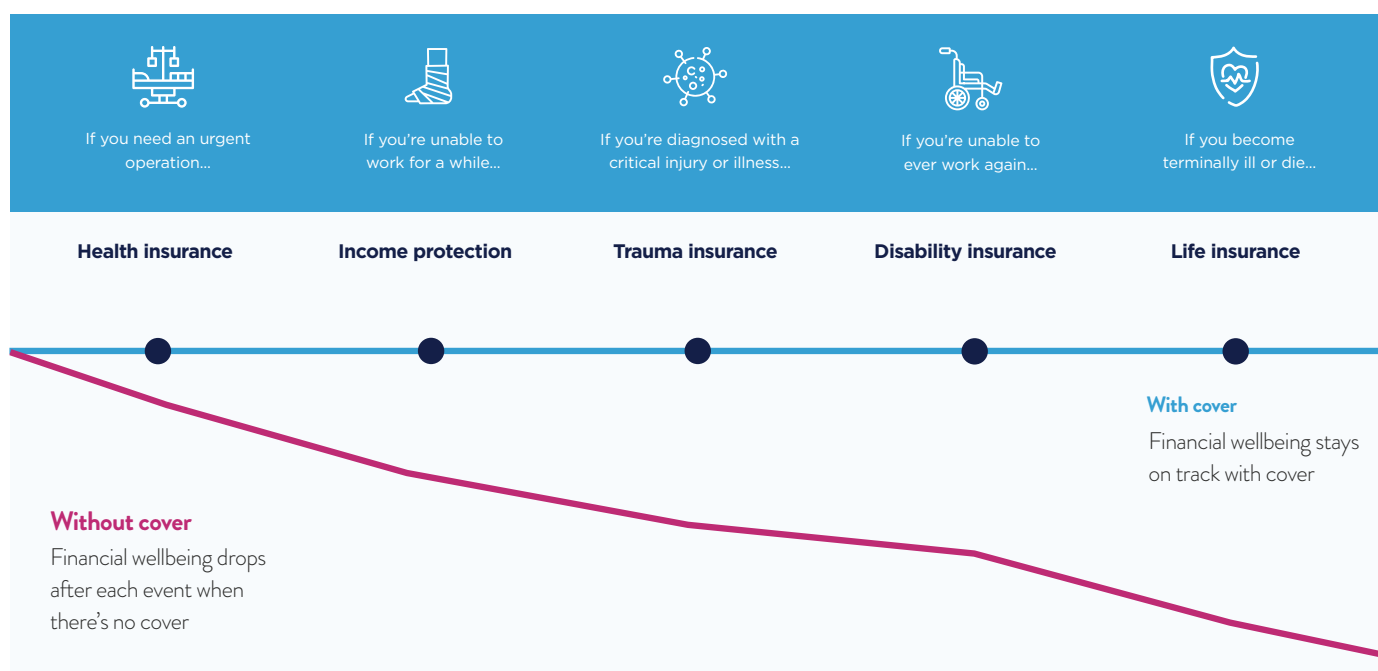 If you need an urgent
operation...
If you’re unable to
work for a while...
If you’re diagnosed with a
critical injury or illness...
If you’re unable to
ever work again...
If you become
terminally ill or die...
Health insurance
Income protection
Trauma insurance
Disability insurance
Life insurance
With cover
Financial wellbeing stays
on track with cover
Without cover
Financial wellbeing drops
after each event when
there’s no cover